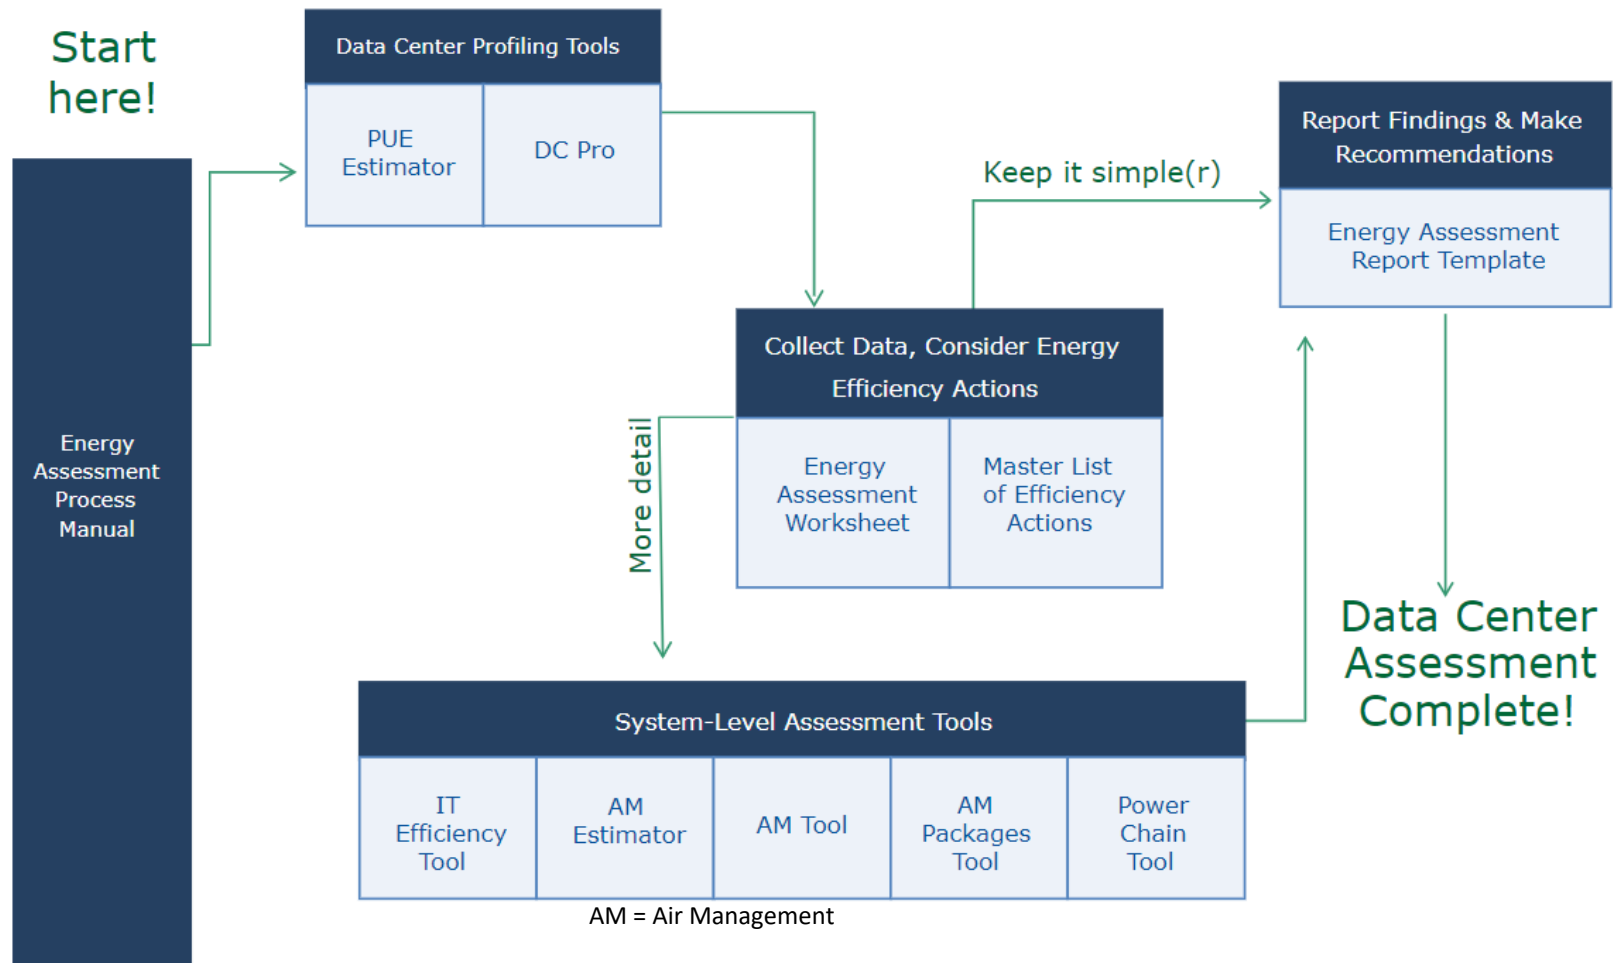 Start
here!
Energy
Assessment
Process
Manual
Data Center Profiling Tools
PUE
Estimator
DC Pro
Collect Data, Consider Energy
Efficiency Actions
Energy
Assessment
Worksheet
Master List
of Efficiency
Actions
Keep it simple(r)
More detail
System-Level Assessment Tools
IT
Efficiency
Tool
AM
Estimator
AM Tool
AM
Packages
Tool
Power
Chain
Tool
AM = Air Management
Report Findings & Make
Recommendations
Energy Assessment
Report Template
Data Center
Assessment
Complete!